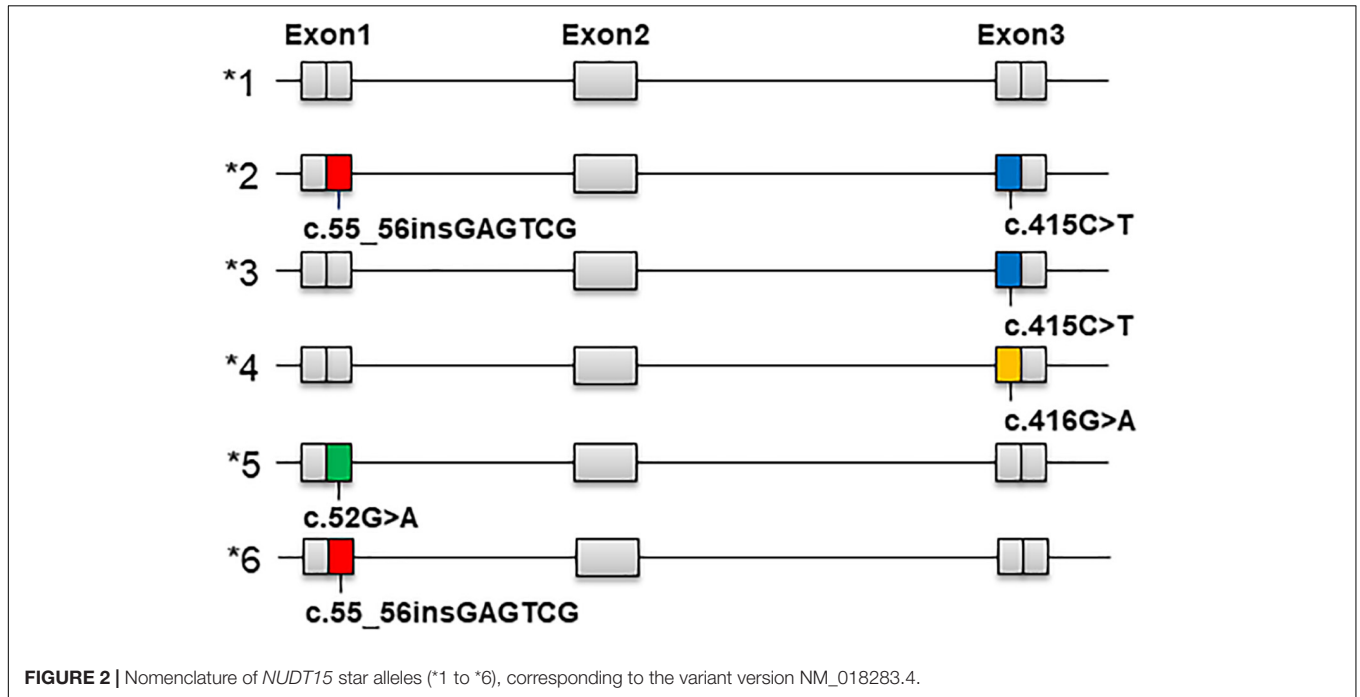 Exon1 Exon2 Exon3
*1
*2
c.55_56insGAGTCG c.415C>T
*3
c.415C>T
*4
c.416G>A
*5
c.52G>A
*6
c.55_56insGAGTCG
FIGURE 2 | Nomenclature of NUDT15 star alleles (*1 to *6), corresponding to the variant version NM_018283.4.